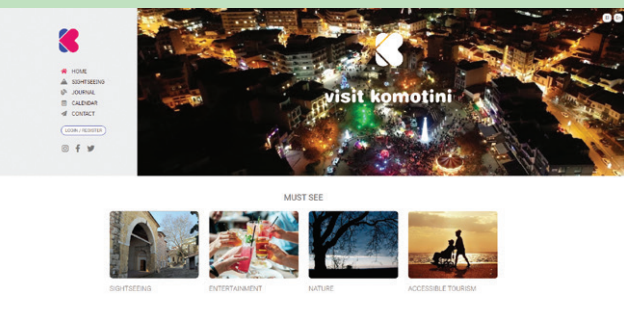 HOME
SIGHTSEEING
JOURNAL
CALENDAR
CONTACT
LOGIN / REGISTER
visit komotini
MUST SEE
SIGHTSEEING
ENTERTAINMENT
NATURE
ACCESSIBLE TOURISM